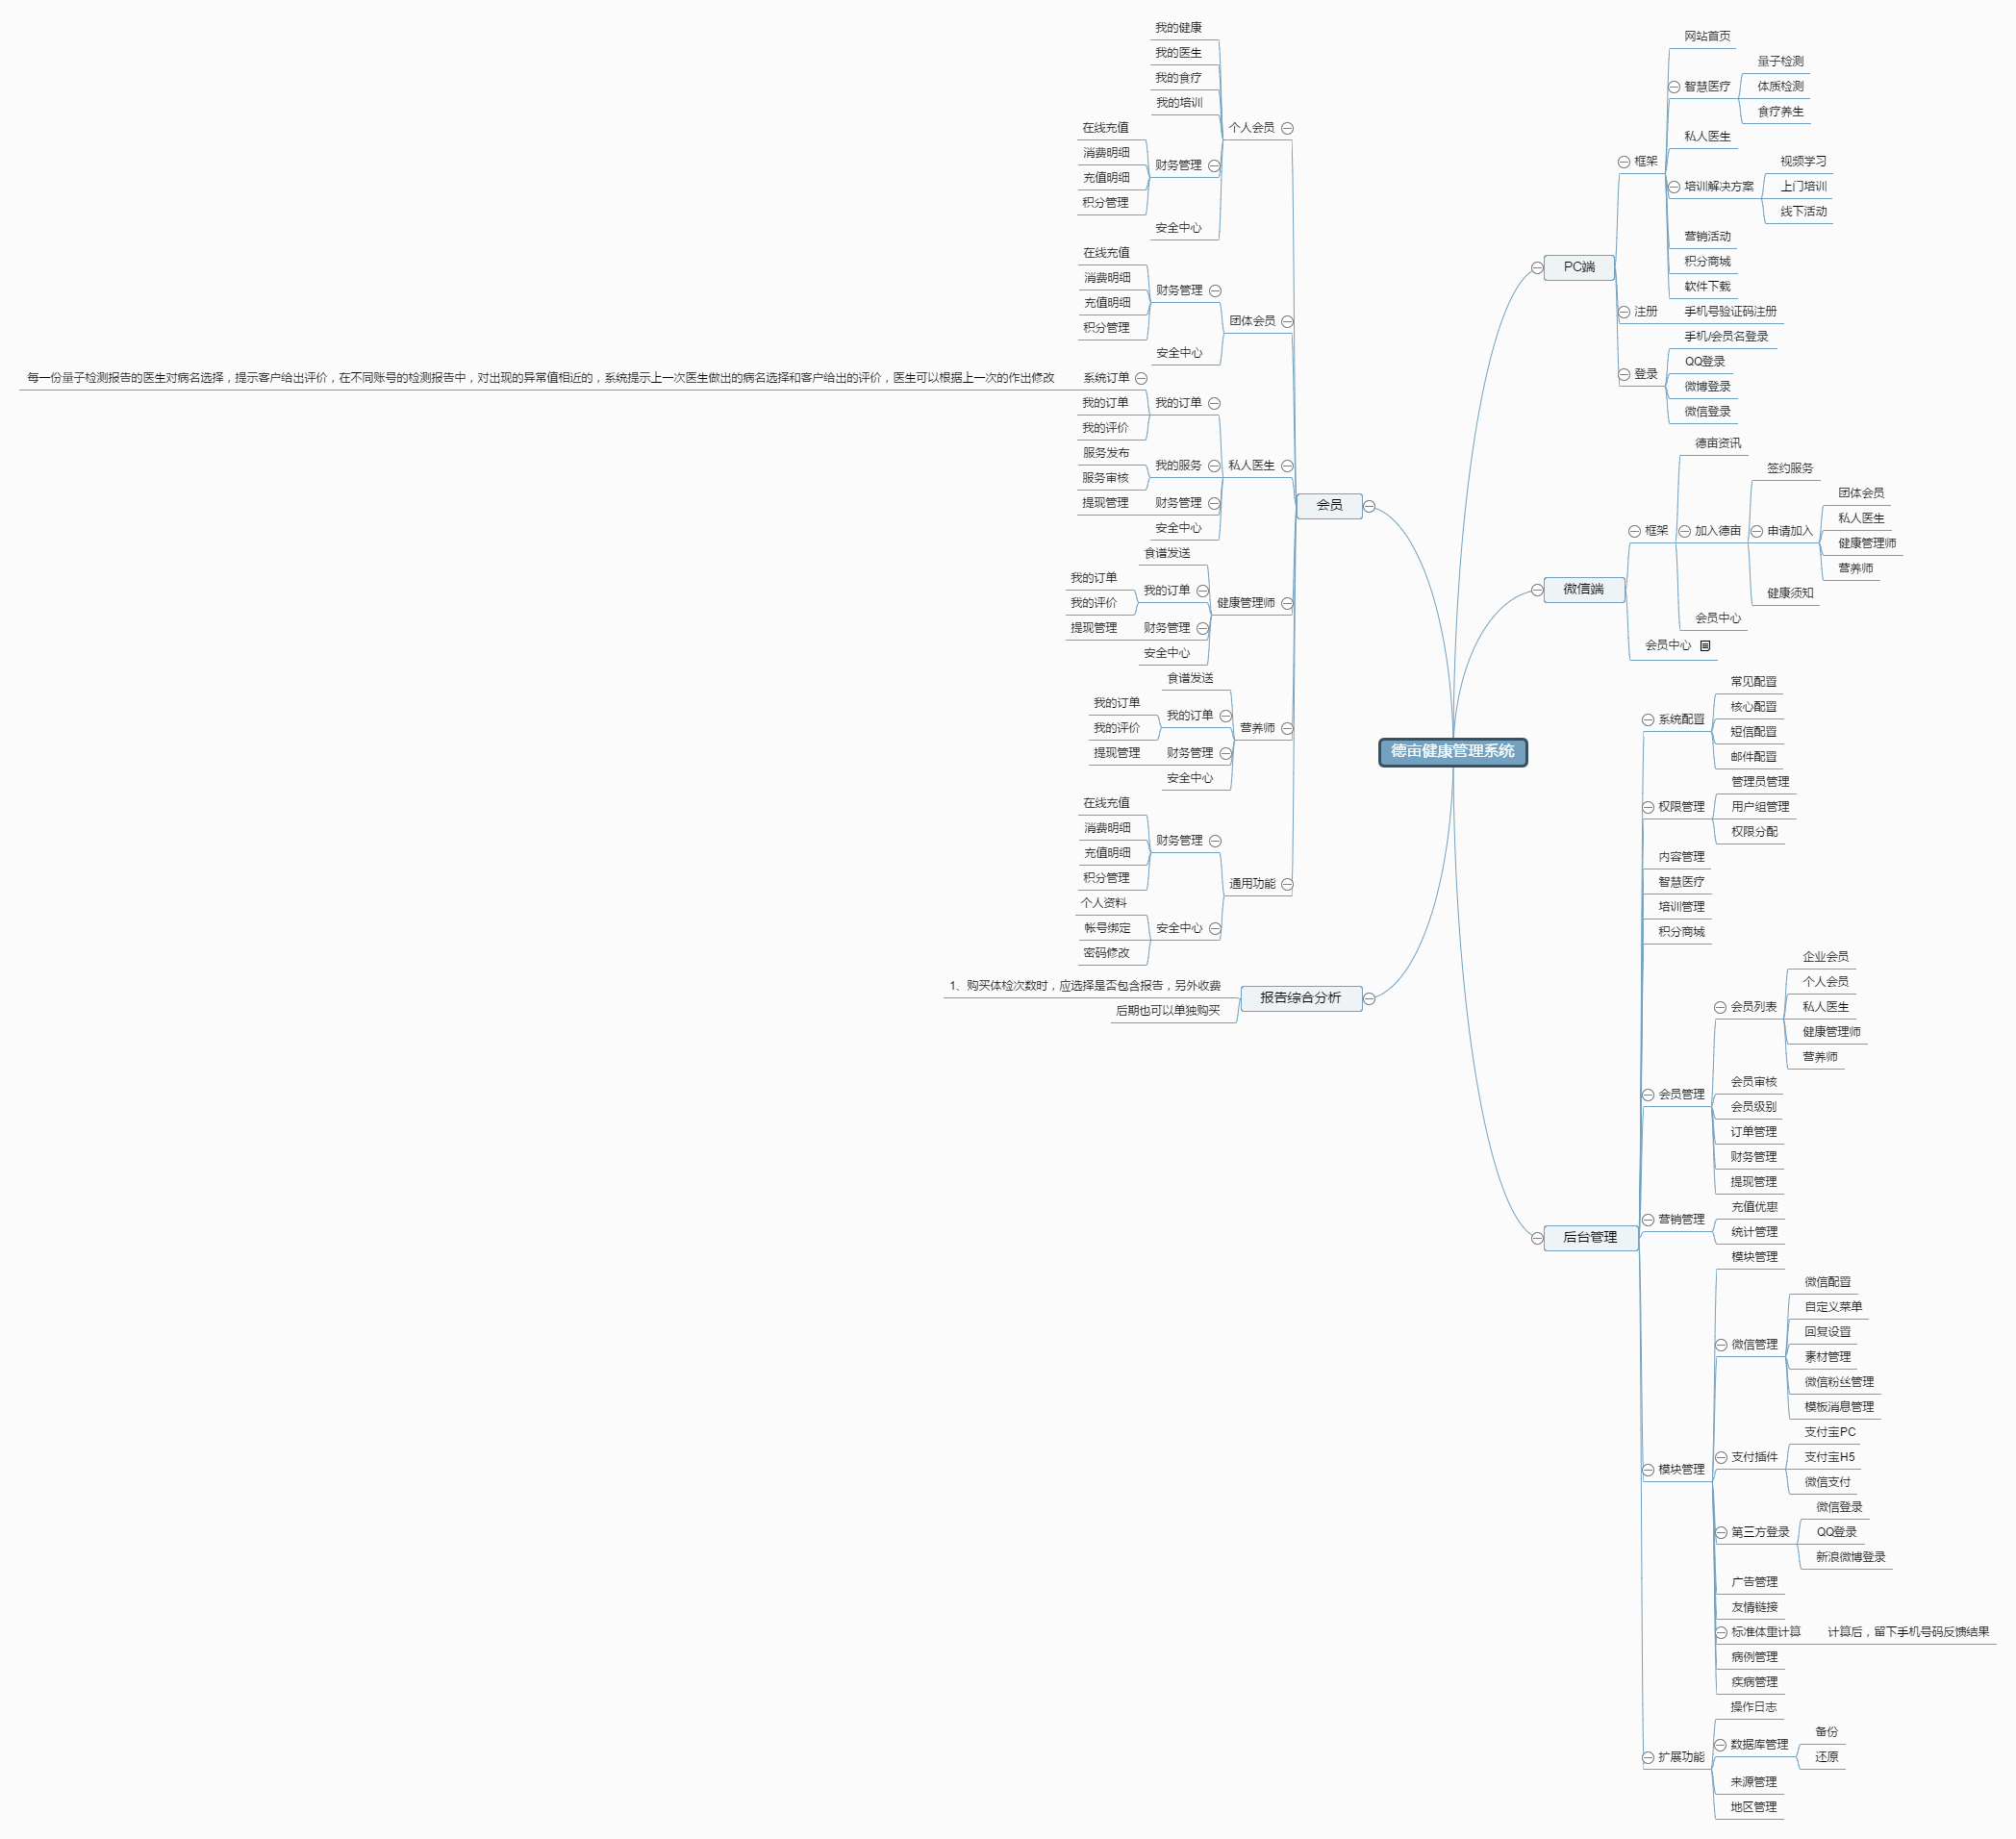 德亩健康管理系统
PC端
框架
网站首页
智慧医疗
量子检测
体质检测
食疗养生
私人医生
培训解决方案
视频学习
上门培训
线下活动
营销活动
积分商城
软件下载
注册
手机号验证码注册
登录
手机/会员名登录
QQ登录
微博登录
微信登录
微信端
框架
德亩资讯
加入德亩
签约服务
申请加入
团体会员
私人医生
健康管理师
营养师
健康须知
会员中心
会员中心
后台管理
系统配置
常见配置
核心配置
短信配置
邮件配置
权限管理
管理员管理
用户组管理
权限分配
内容管理
智慧医疗
培训管理
积分商城
会员管理
会员列表
企业会员
个人会员
私人医生
健康管理师
营养师
会员审核
会员级别
订单管理
财务管理
提现管理
营销管理
充值优惠
统计管理
模块管理
模块管理
微信管理
微信配置
自定义菜单
回复设置
素材管理
微信粉丝管理
模板消息管理
支付插件
支付宝PC
支付宝H5
微信支付
第三方登录
微信登录
QQ登录
新浪微博登录
广告管理
友情链接
标准体重计算
计算后，留下手机号码反馈结果
病例管理
疾病管理
扩展功能
操作日志
数据库管理
备份
还原
来源管理
地区管理
会员
个人会员
我的健康
我的医生
我的食疗
我的培训
财务管理
在线充值
消费明细
充值明细
积分管理
安全中心
团体会员
财务管理
在线充值
消费明细
充值明细
积分管理
安全中心
私人医生
我的订单
系统订单
每一份量子检测报告的医生对病名选择，提示客户给出评价，在不同账号的检测报告中，对出现的异常值相近的，系统提示上一次医生做出的病名选择和客户给出的评价，医生可以根据上一次的作出修改
我的订单
我的评价
我的服务
服务发布
服务审核
财务管理
提现管理
安全中心
健康管理师
食谱发送
我的订单
我的订单
我的评价
财务管理
提现管理
安全中心
营养师
食谱发送
我的订单
我的订单
我的评价
财务管理
提现管理
安全中心
通用功能
财务管理
在线充值
消费明细
充值明细
积分管理
安全中心
个人资料
帐号绑定
密码修改
报告综合分析
1、购买体检次数时，应选择是否包含报告，另外收费
后期也可以单独购买